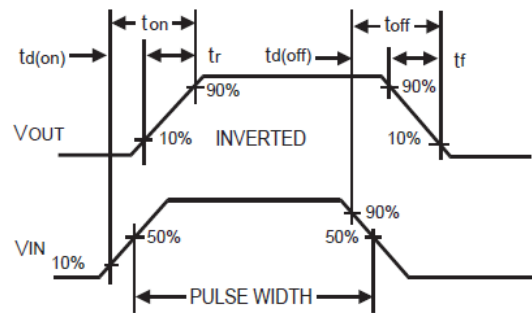 ton toff
td(on) tr td(off) tf
90% 90%
VOUT 10% INVERTED 10%
90%
50% 50%
VIN 10%
PULSE WIDTH